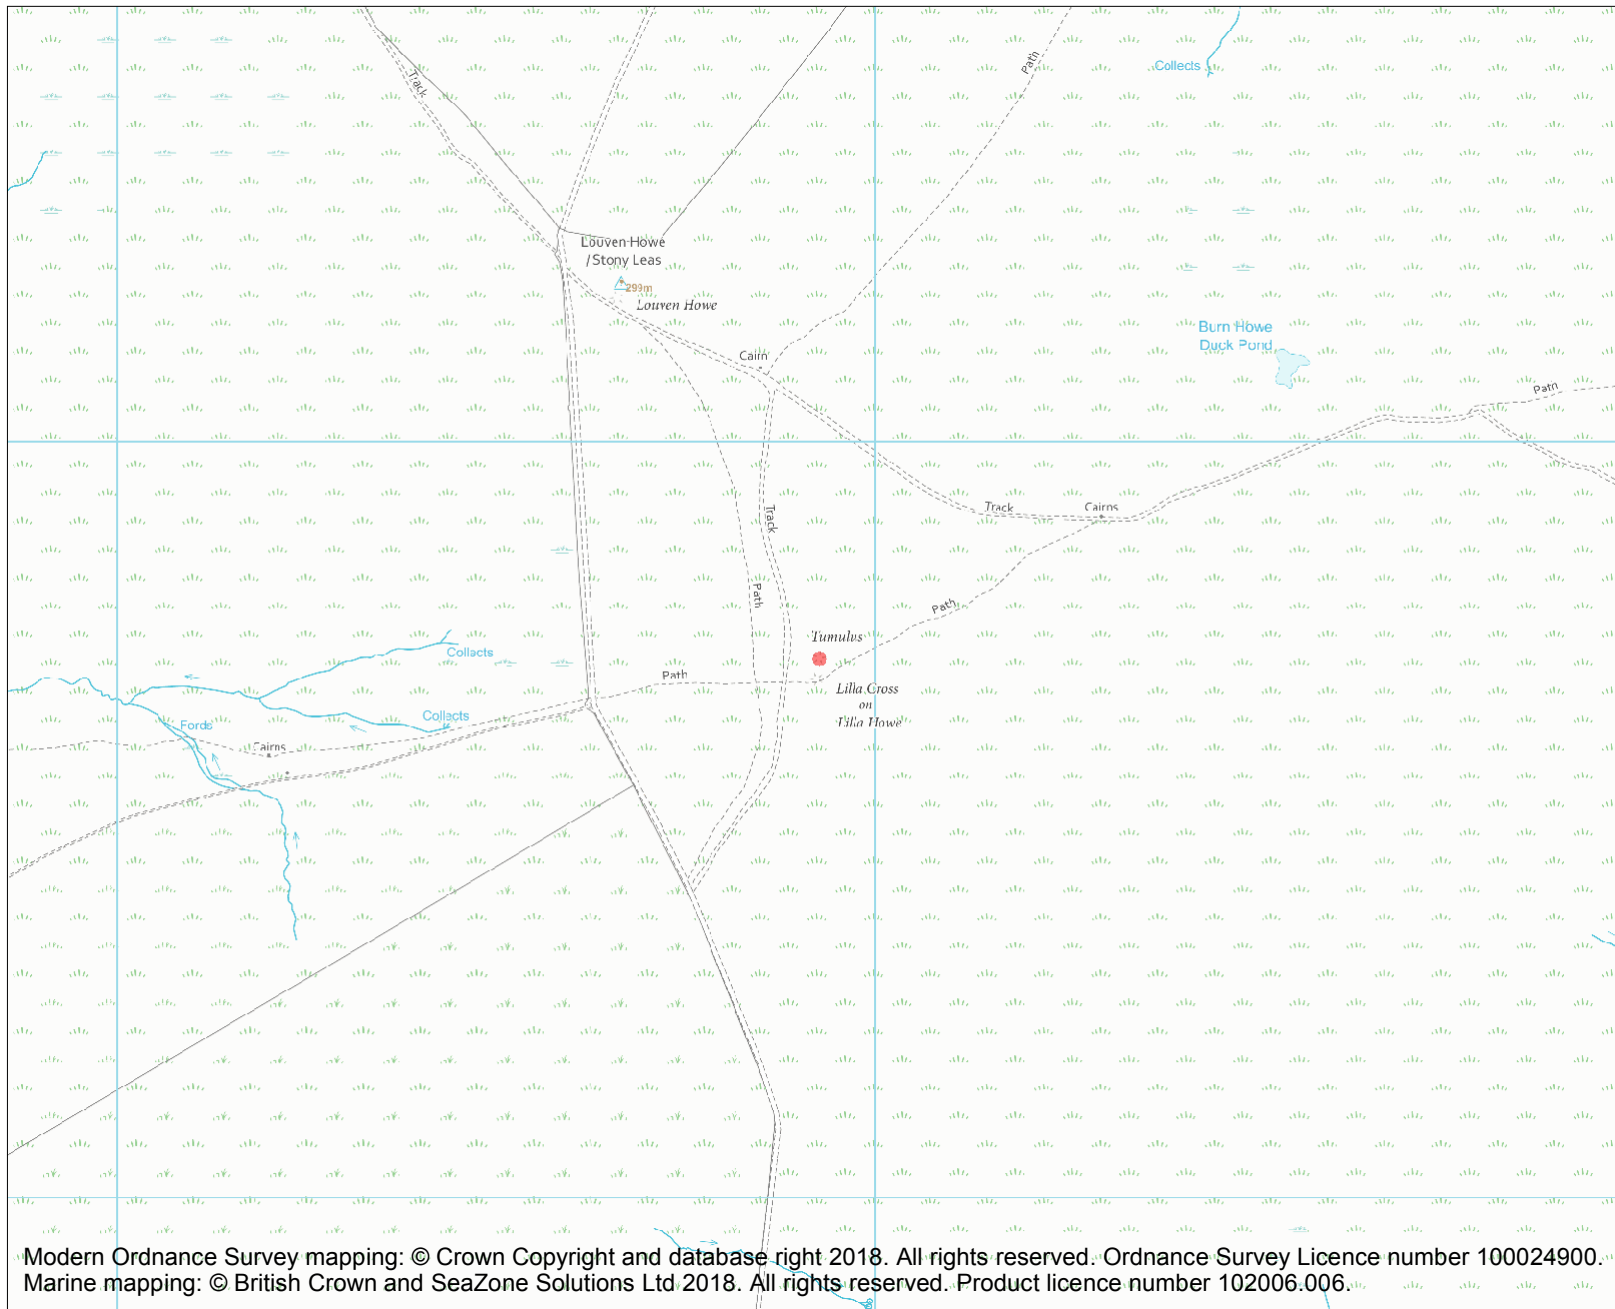 Path
Collects
Track
Louven Howe
/Stony Leas
299m
Louven Howe
Burn Howe
Duck Pond
Cairn
Path
Track
Track
Cairns
Path
Path
Tumulus
Collects
Path
Lilla Cross
on
Lilla Howe
Collects
Fords
Cairns
Modern Ordnance Survey mapping: © Crown Copyright and database right 2018. All rights reserved. Ordnance Survey Licence number 100024900.
Marine mapping: © British Crown and SeaZone Solutions Ltd 2018. All rights reserved. Product licence number 102006.006.